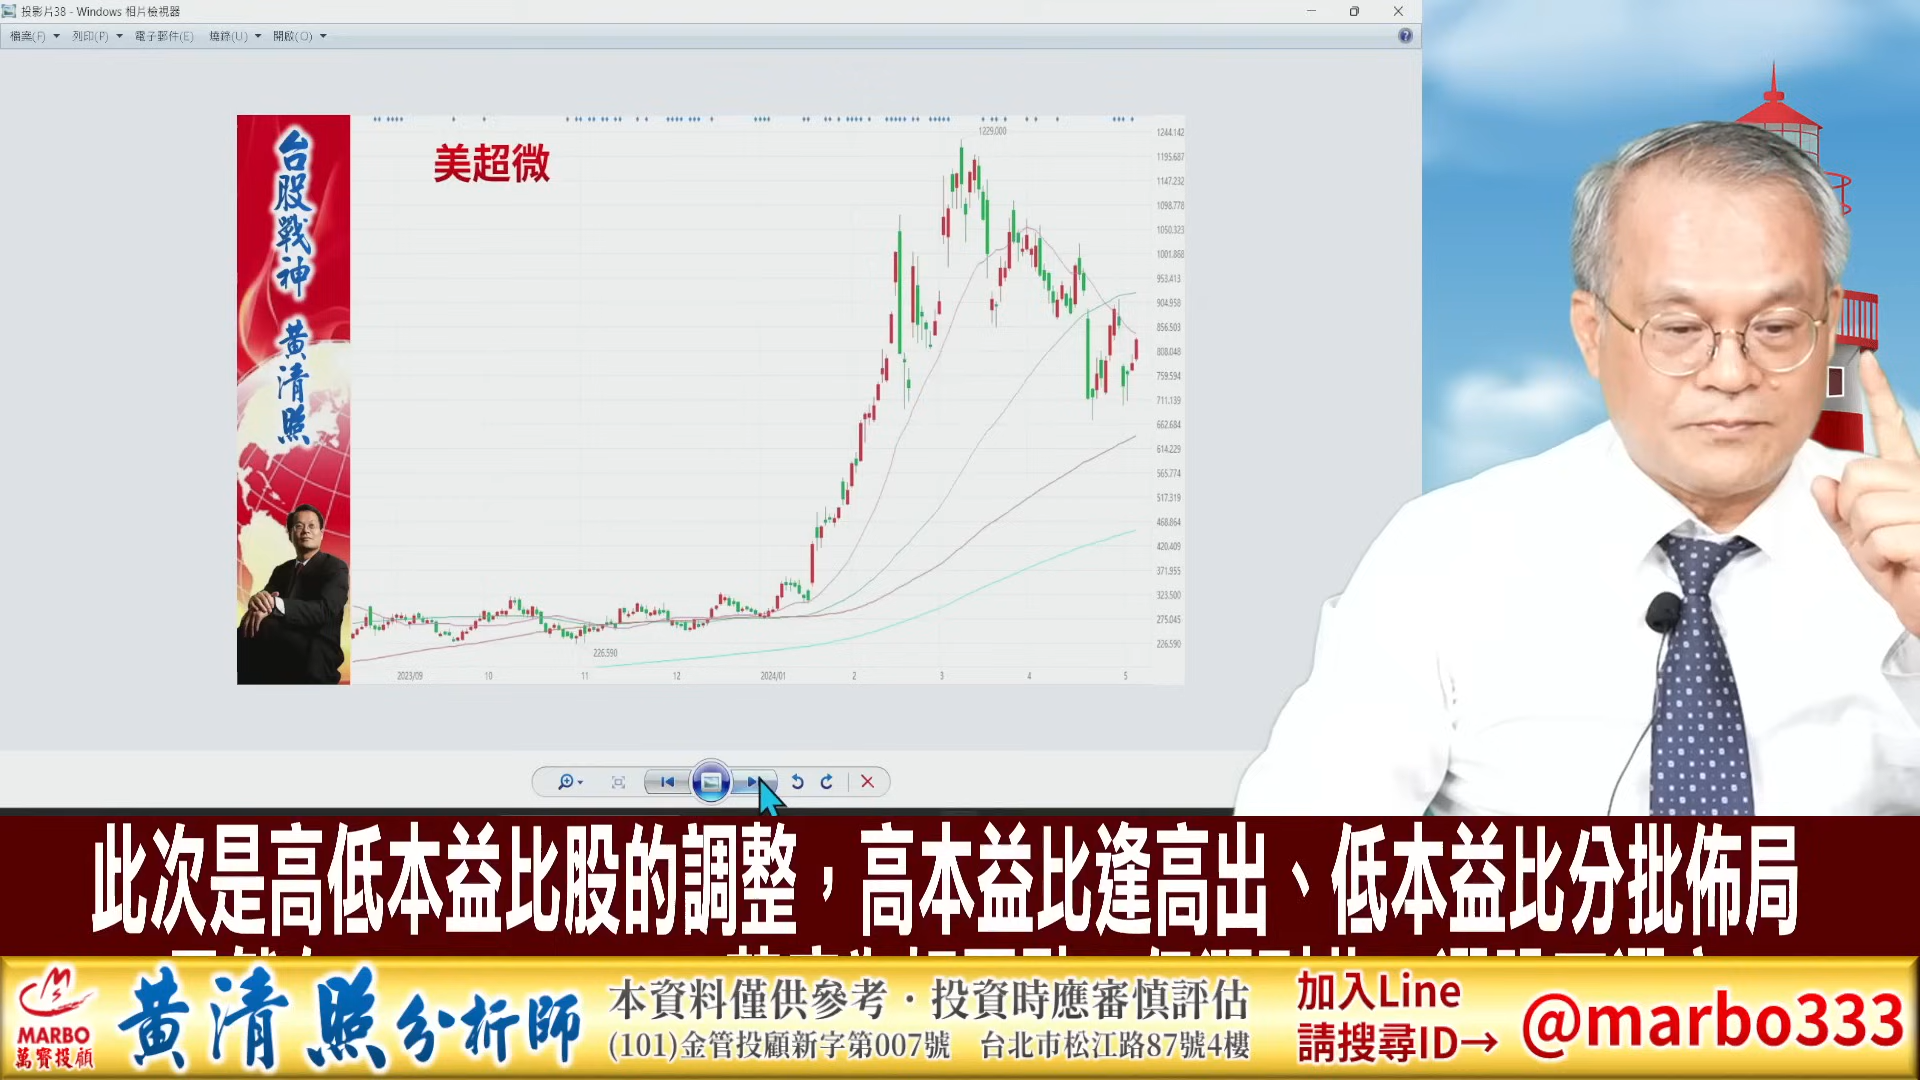 投影片38 - Windows 相片檢視器
檔案(F) 列印(P) 電子郵件(E) 燒錄(U) 開啟(O)
台股戰神 黃清照
美超微
1229.000
226.590
1244.142
1195.687
1147.232
1098.778
1050.323
1001.868
953.413
904.958
856.503
808.048
759.594
711.139
662.684
614.229
565.774
517.319
468.864
420.409
371.955
323.500
275.045
226.590
2023/09 10 11 12 2024/01 2 3 4 5
此次是高低本益比股的調整，高本益比逢高出、低本益比分批佈局
MARBO
萬寶投顧
黃清照分析師
本資料僅供參考・投資時應審慎評估
(101)金管投顧新字第007號 台北市松江路87號4樓
加入Line
請搜尋ID→
@marbo333